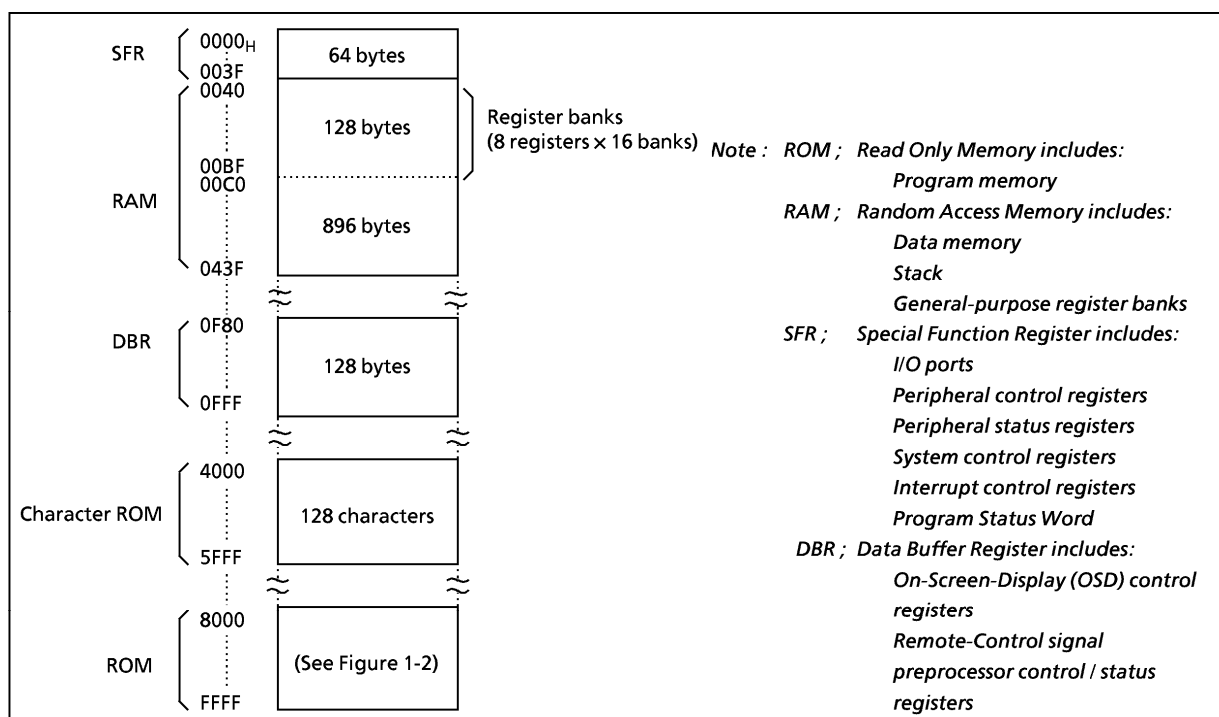 SFR
0000H
003F
64 bytes
RAM
0040
00BF
128 bytes
Register banks
(8 registers × 16 banks)
00C0
043F
896 bytes
DBR
0F80
0FFF
128 bytes
Character ROM
4000
5FFF
128 characters
ROM
8000
FFFF
(See Figure 1-2)
Note : ROM ; Read Only Memory includes:
Program memory
RAM ; Random Access Memory includes:
Data memory
Stack
General-purpose register banks
SFR ; Special Function Register includes:
I/O ports
Peripheral control registers
Peripheral status registers
System control registers
Interrupt control registers
Program Status Word
DBR ; Data Buffer Register includes:
On-Screen-Display (OSD) control
registers
Remote-Control signal
preprocessor control / status
registers